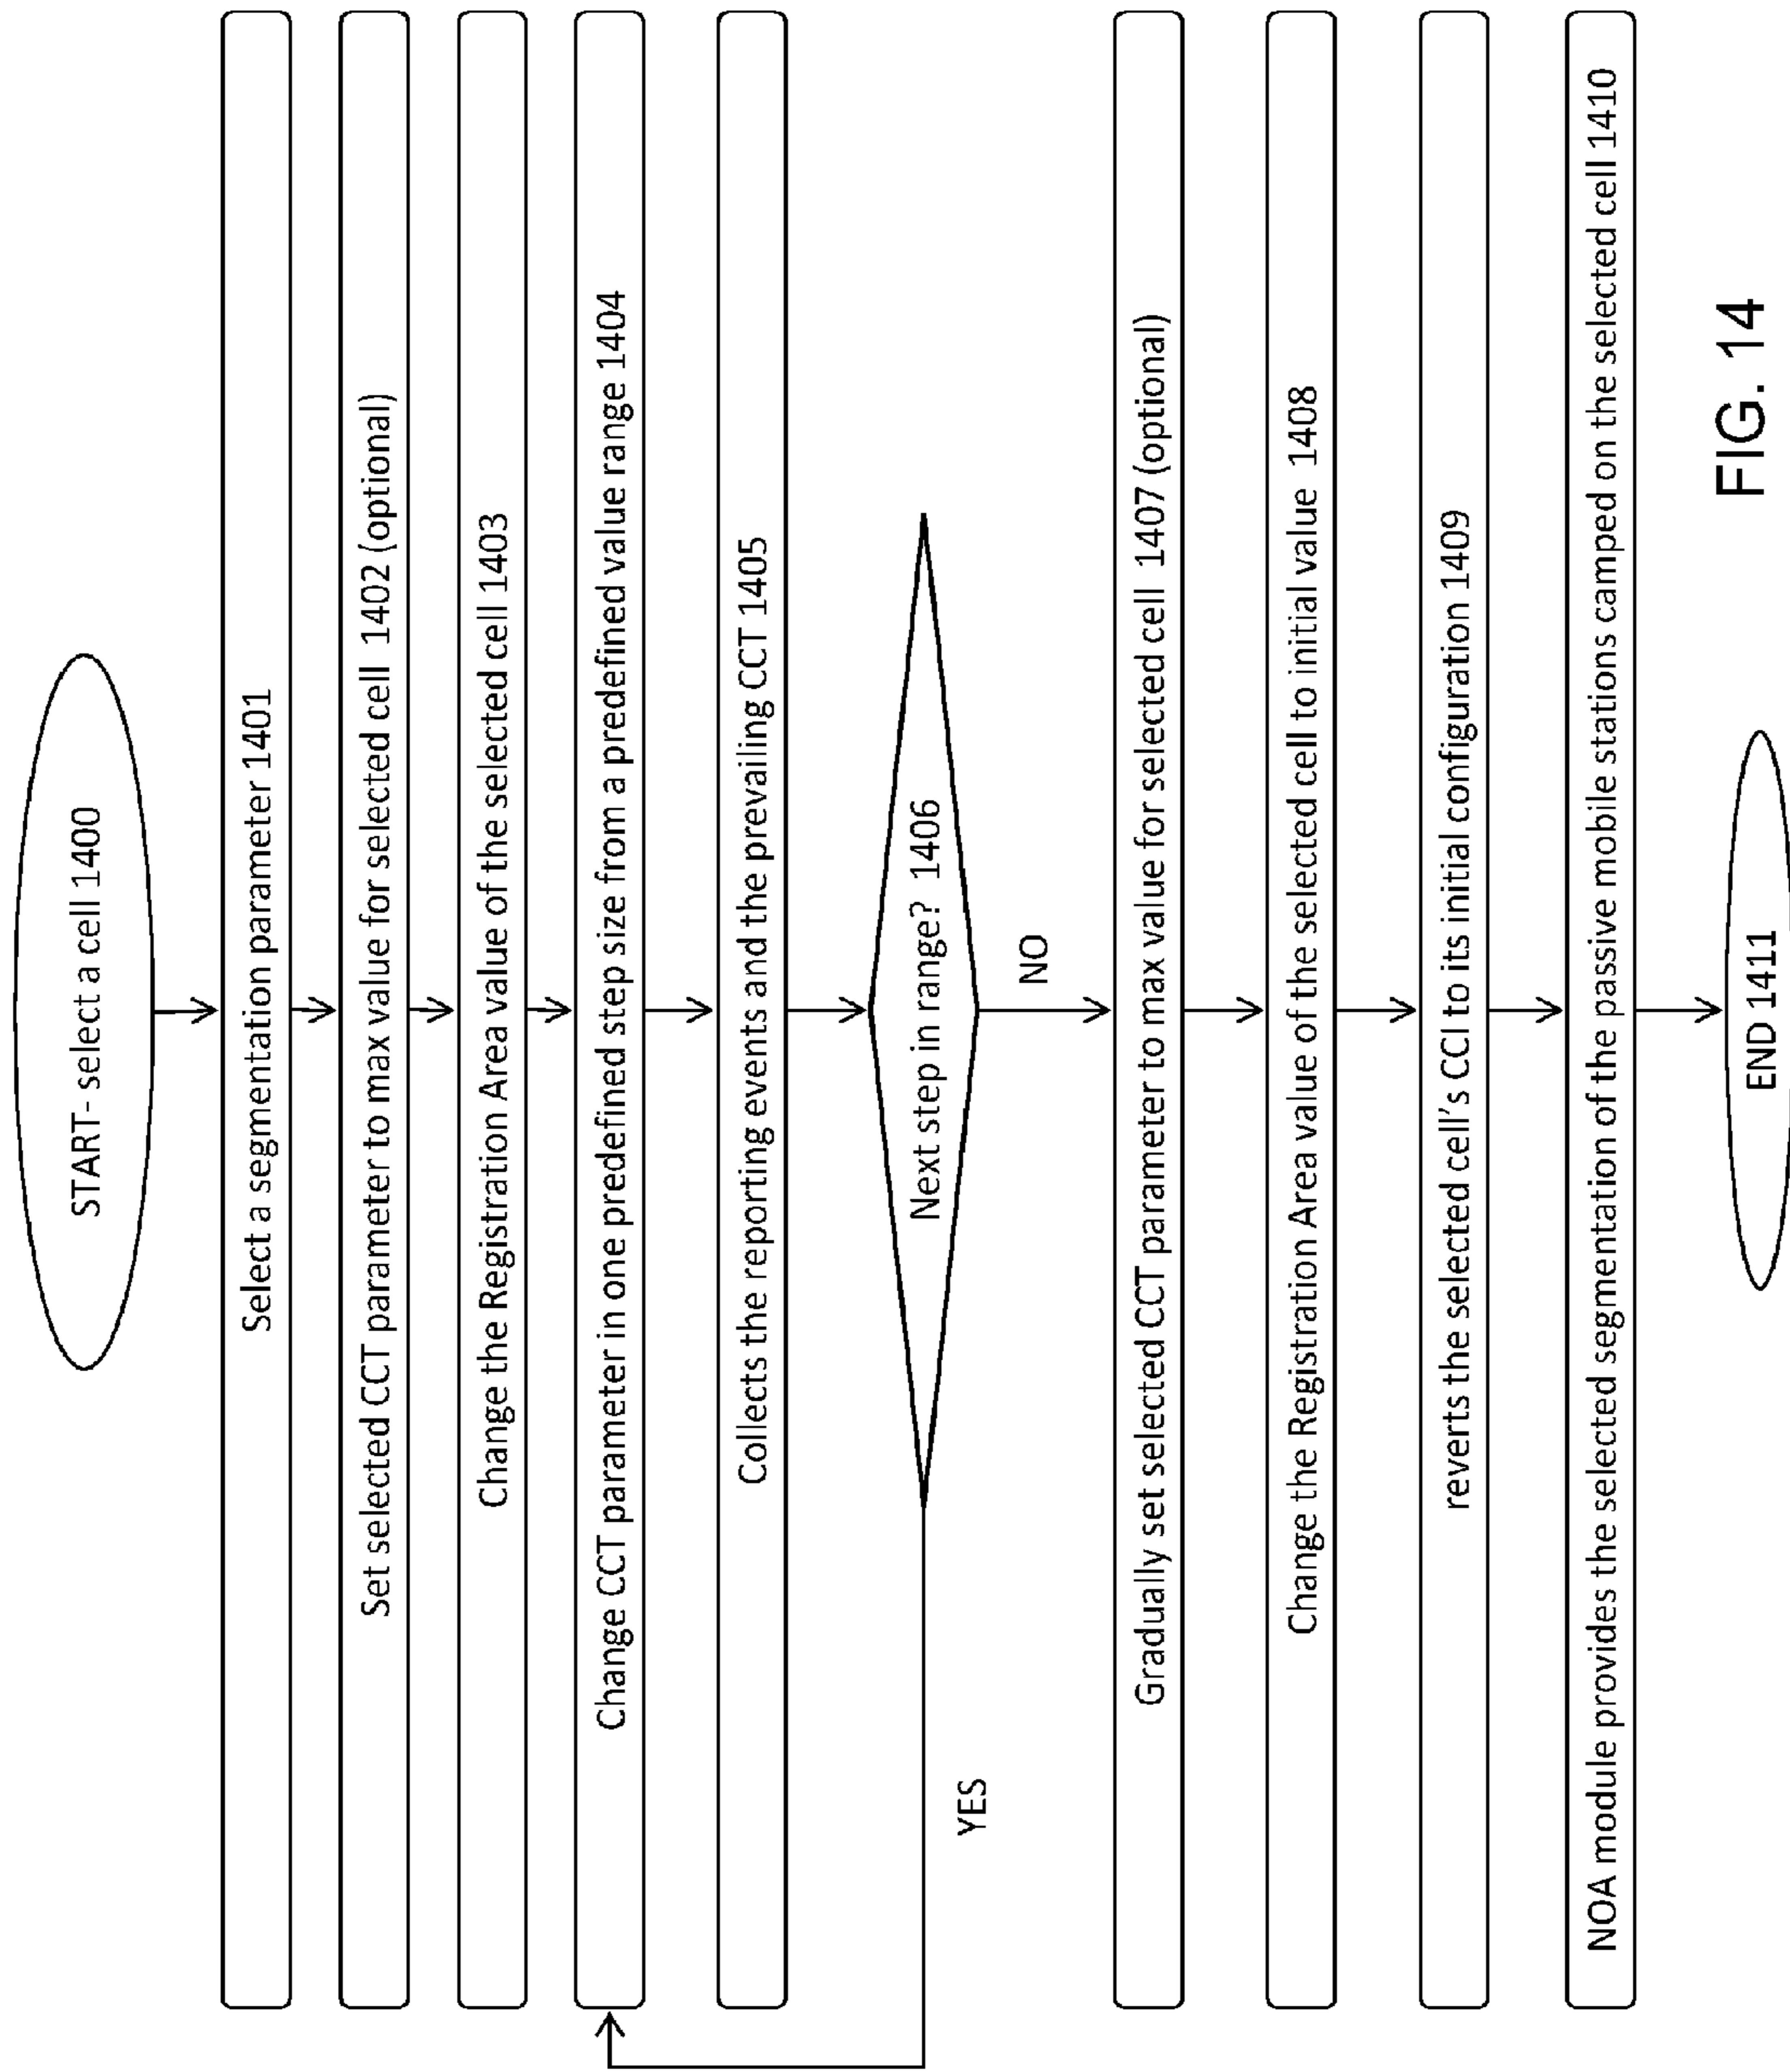 START- select a cell 1400
Select a segmentation parameter 1401
Set selected CCT parameter to max value for selected cell 1402 (optional)
Change the Registration Area value of the selected cell 1403
Change CCT parameter in one predefined step size from a predefined value range 1404
Collects the reporting events and the prevailing CCT 1405
Next step in range? 1406
YES
NO
Gradually set selected CCT parameter to max value for selected cell 1407 (optional)
Change the Registration Area value of the selected cell to initial value 1408
reverts the selected cell's CCI to its initial configuration 1409
NOA module provides the selected segmentation of the passive mobile stations camped on the selected cell 1410
END 1411
FIG. 14